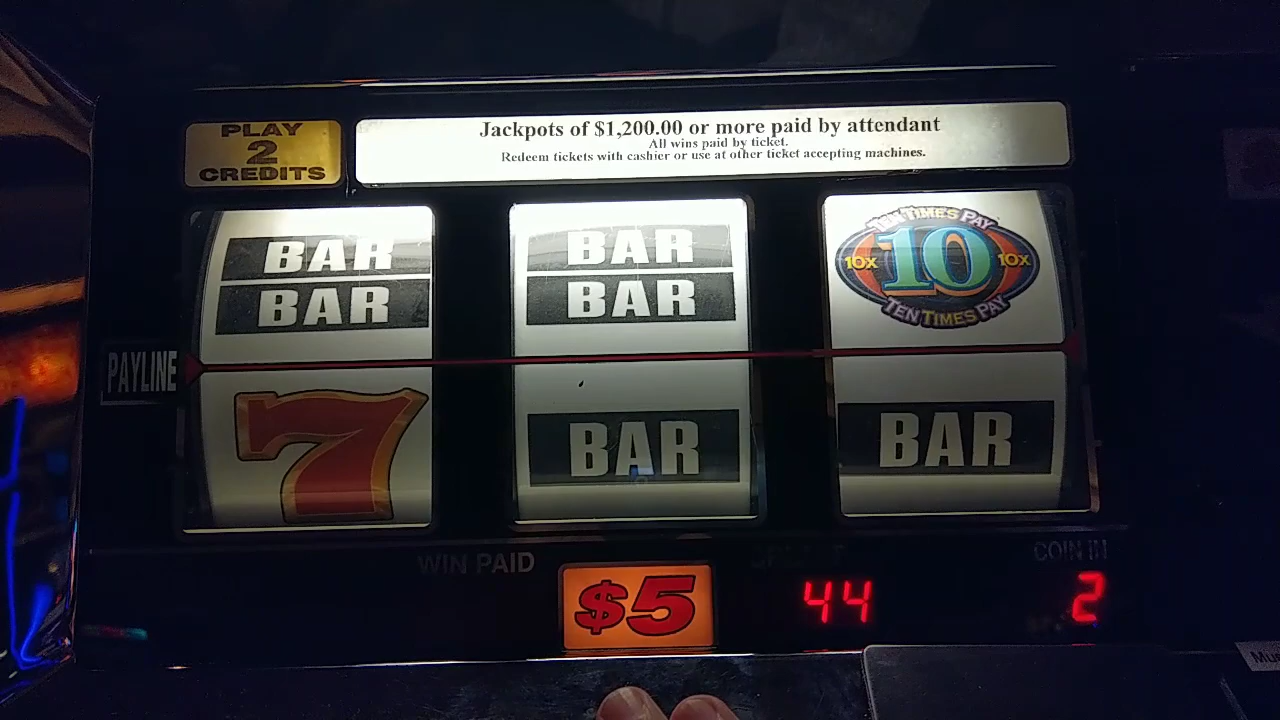 PLAY
2
CREDITS
Jackpots of $1,200.00 or more paid by attendant
All wins paid by ticket.
Redeem tickets with cashier or use at other ticket accepting machines.
BAR
BAR
BAR
BAR
TEN TIMES PAY
10x 10 10x
TEN TIMES PAY
PAYLINE
7
BAR
BAR
WIN PAID
COIN IN
$5
44
2